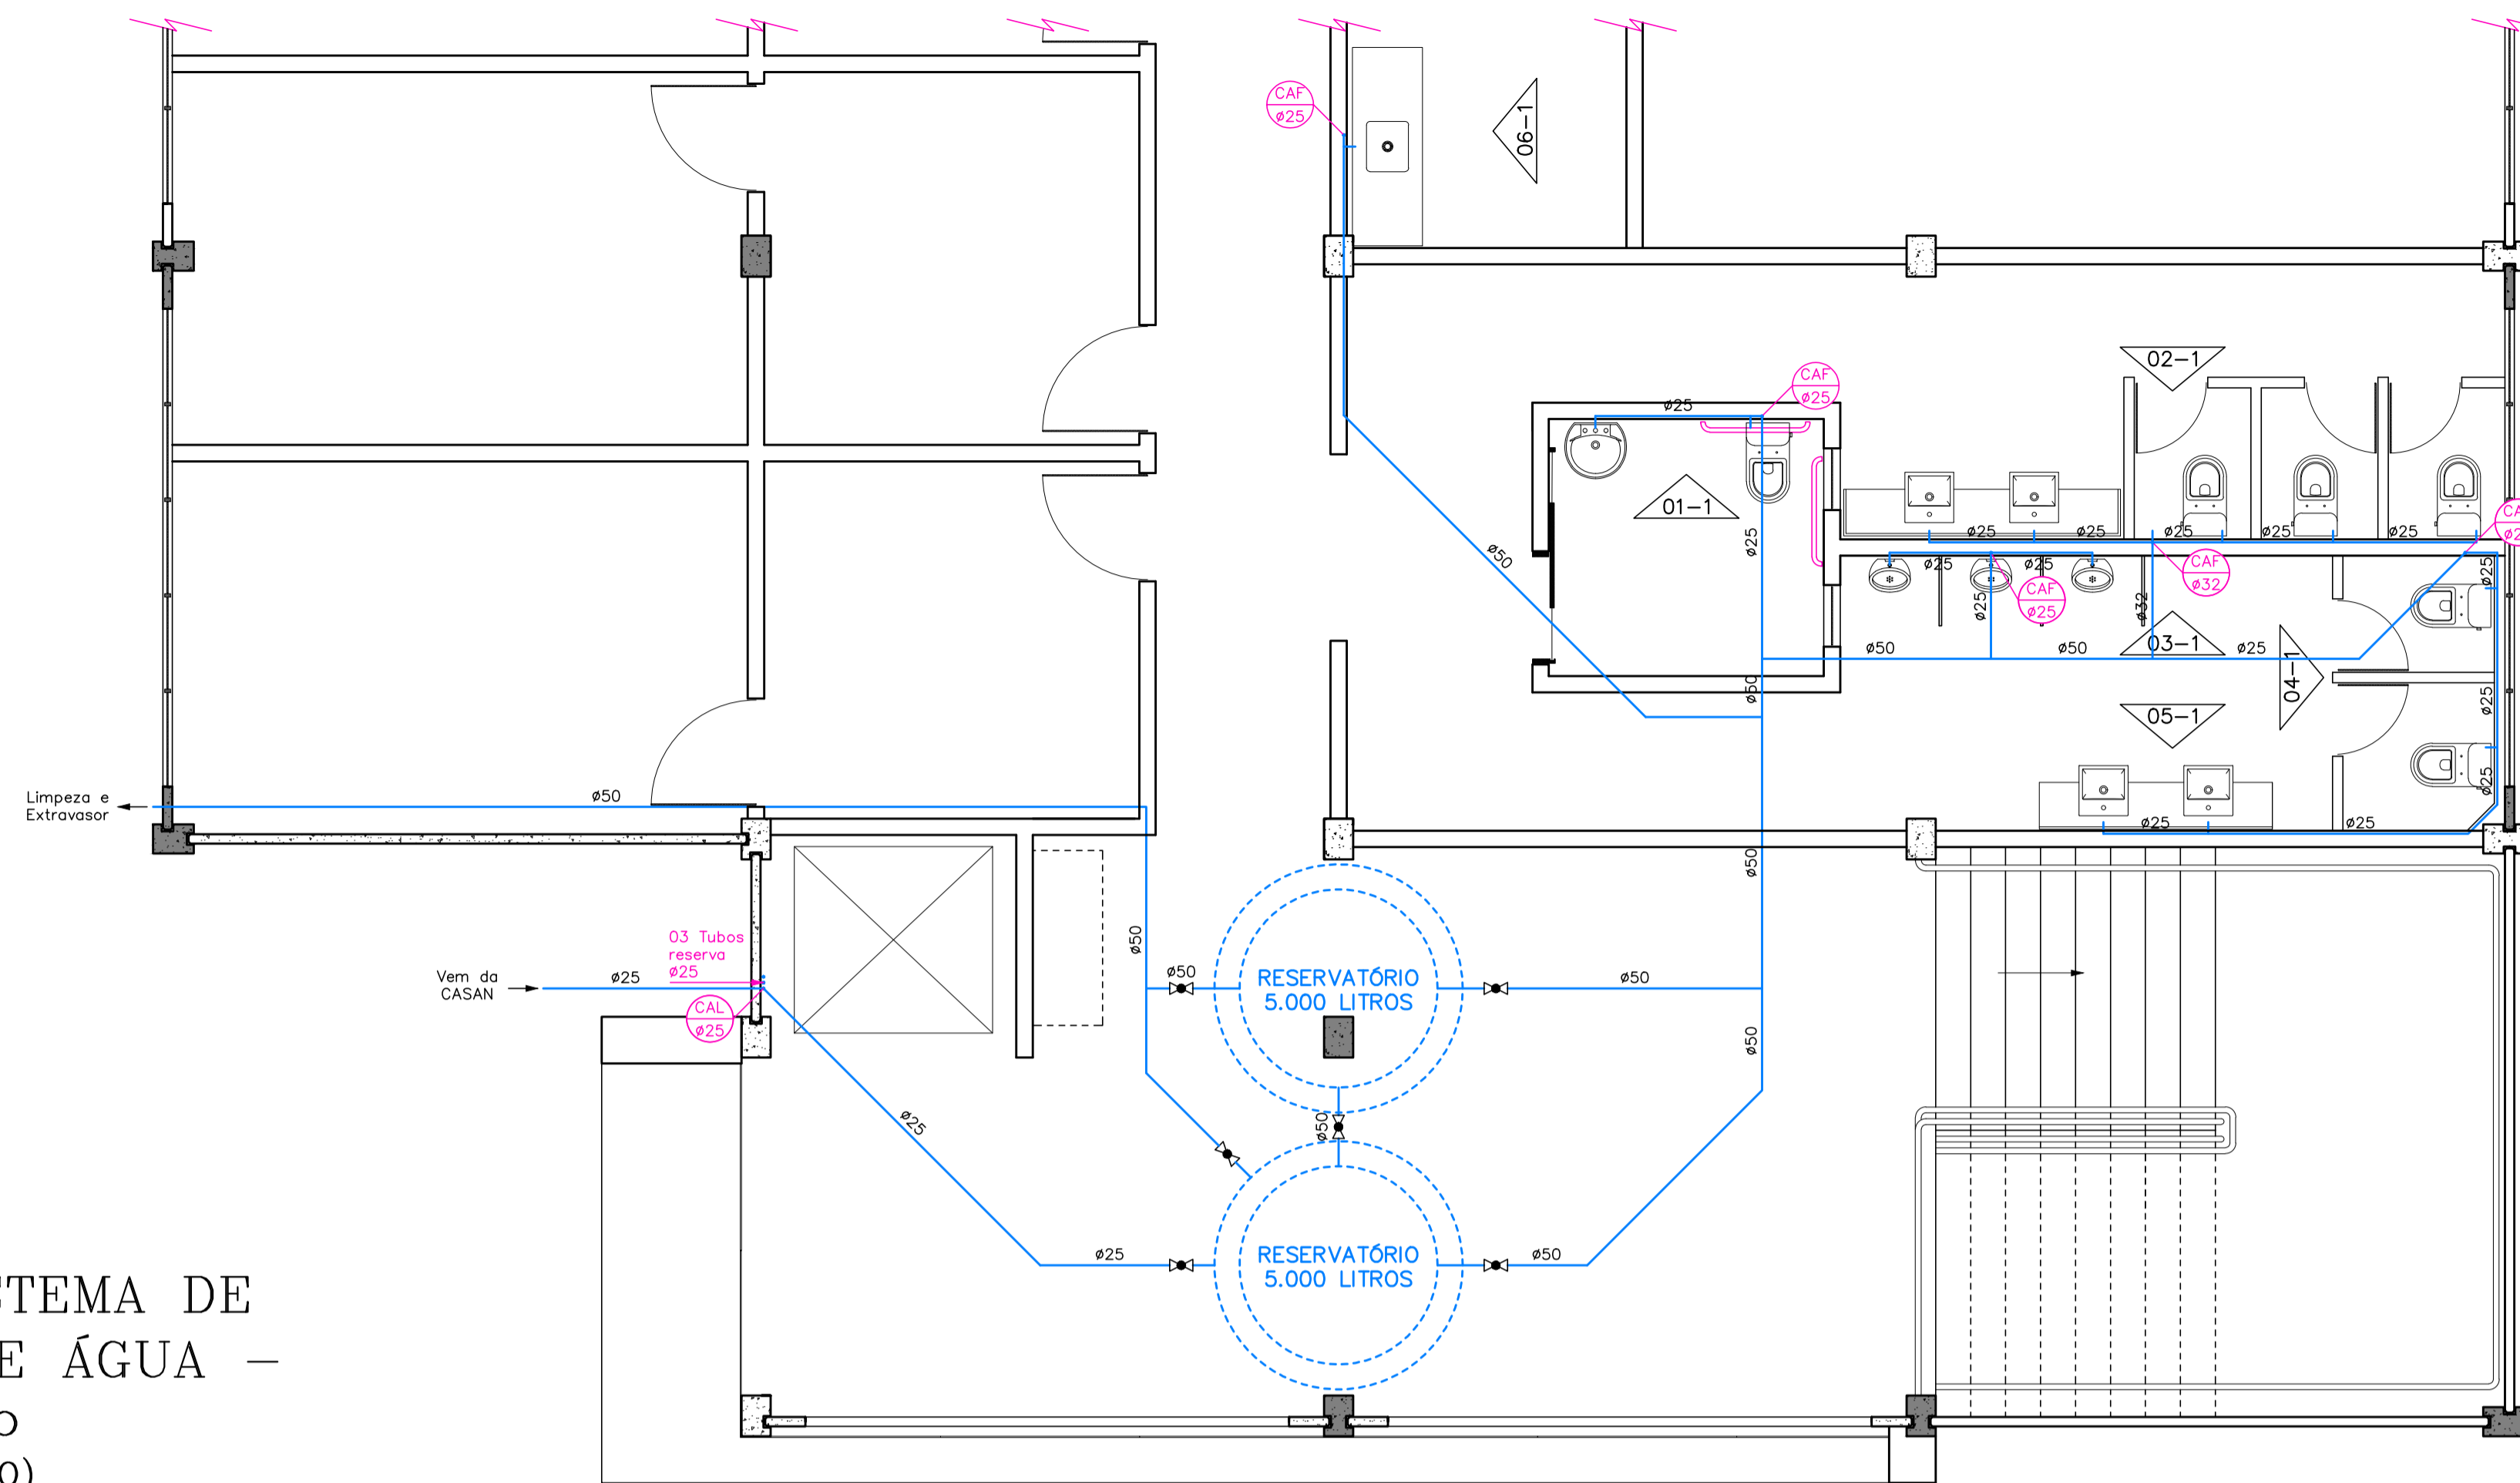 CAF
ø25
06-1
02-1
CAF
ø25
ø25
01-1
ø25
ø50
ø25
ø25
ø25
ø25
ø25
ø25
ø25
CAF
ø25
ø25
CAF
ø32
ø32
ø25
ø50
ø50
03-1
ø25
04-1
ø25
ø50
05-1
ø25
ø25
ø25
Limpeza e
Extravasor
ø50
ø50
03 Tubos
reserva
ø25
Vem da
CASAN
ø25
CAL
ø25
ø50
ø50
RESERVATÓRIO
5.000 LITROS
ø50
ø50
ø25
ø50
ø25
RESERVATÓRIO
5.000 LITROS
ø50
TEMA DE
E ÁGUA –